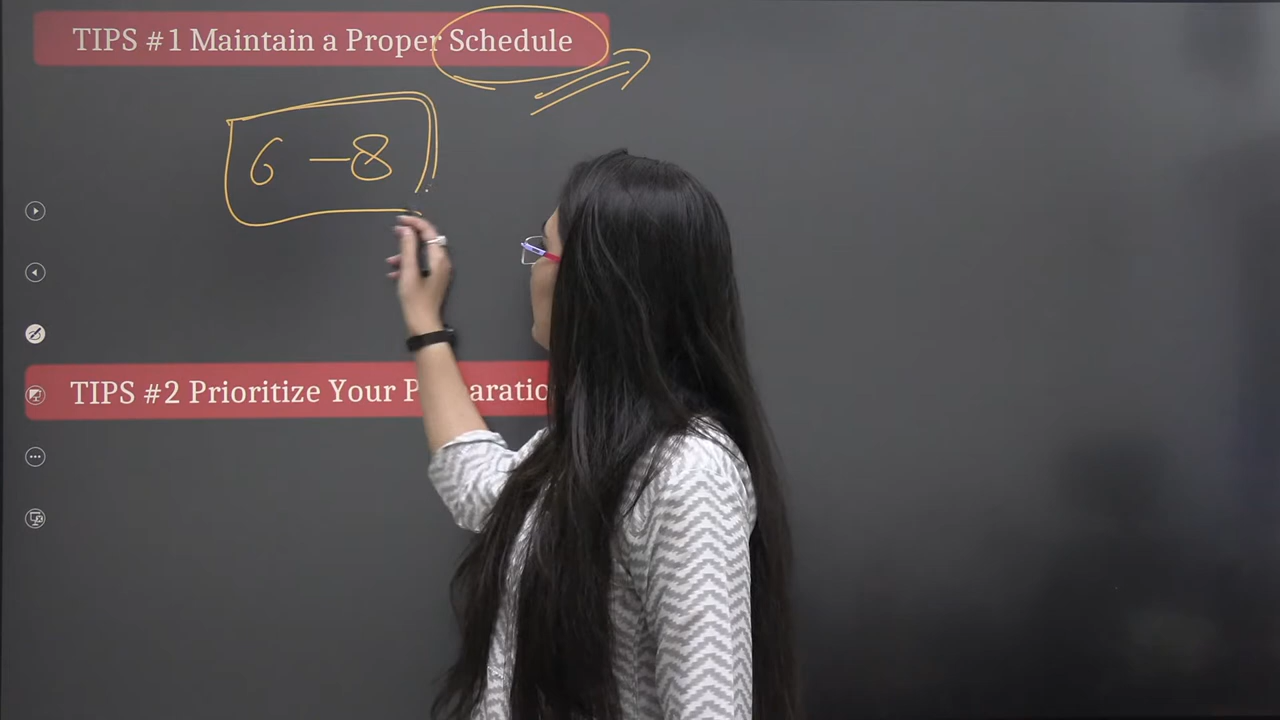 TIPS #1 Maintain a Proper Schedule
6 – 8
TIPS #2 Prioritize Your